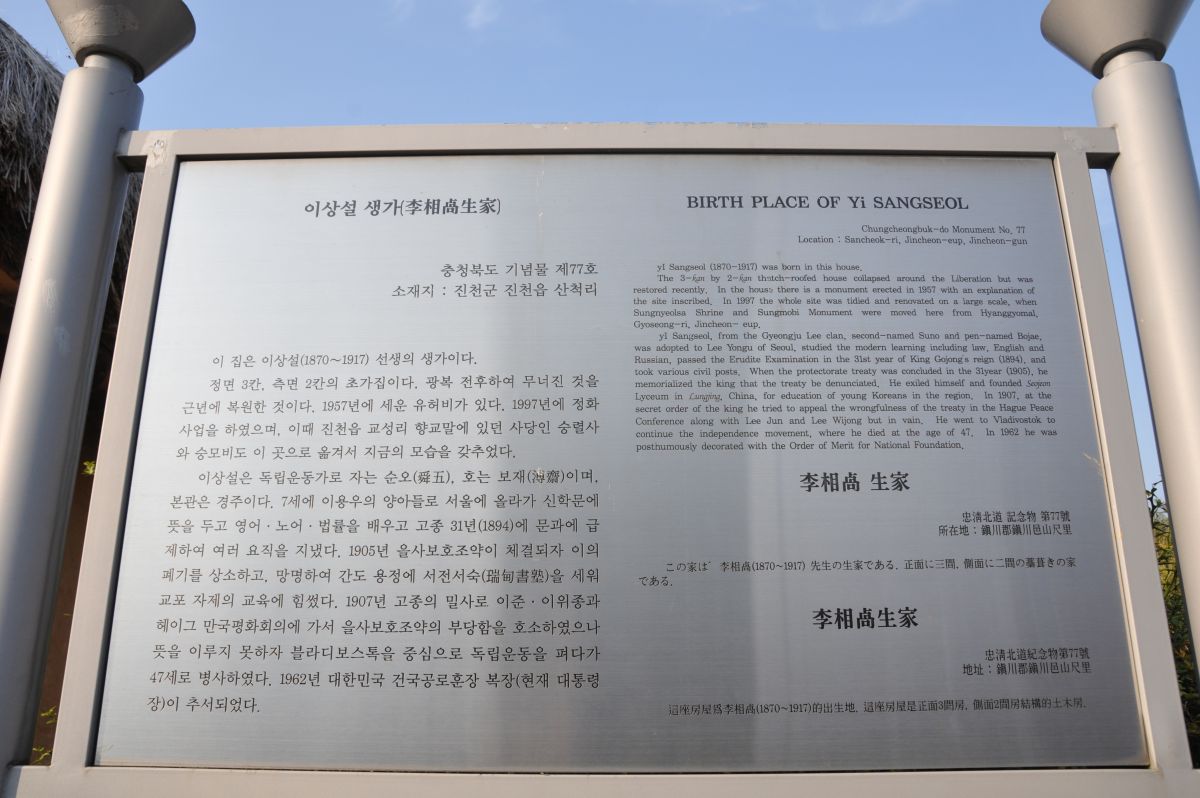 이상설 생가(李相卨生家)
충청북도 기념물 제77호
소재지 : 진천군 진천읍 산척리
이 집은 이상설(1870~1917) 선생의 생가이다.
정면 3칸, 측면 2칸의 초가집이다. 광복 전후하여 무너진 것을
근년에 복원한 것이다. 1957년에 세운 유허비가 있다. 1997년에 정화
사업을 하였으며, 이때 진천읍 교성리 향교말에 있던 사당인 숭렬사
와 숭모비도 이 곳으로 옮겨서 지금의 모습을 갖추었다.
이상설은 독립운동가로 자는 순오(舜五), 호는 보재(溥齋)이며,
본관은 경주이다. 7세에 이용우의 양아들로 서울에 올라가 신학문에
뜻을 두고 영어·노어·법률을 배우고 고종 31년(1894)에 문과에 급
제하여 여러 요직을 지냈다. 1905년 을사보호조약이 체결되자 이의
폐기를 상소하고, 망명하여 간도 용정에 서전서숙(瑞甸書塾)을 세워
교포 자제의 교육에 힘썼다. 1907년 고종의 밀사로 이준·이위종과
헤이그 만국평화회의에 가서 을사보호조약의 부당함을 호소하였으나
뜻을 이루지 못하자 블라디보스톡을 중심으로 독립운동을 펴다가
47세로 병사하였다. 1962년 대한민국 건국공로훈장 복장(현재 대통령
장)이 추서되었다.
BIRTH PLACE OF Yi SANGSEOL
Chungcheongbuk-do Monument No. 77
Location : Sancheok-ri, Jincheon-eup, Jincheon-gun
yI Sangseol (1870-1917) was born in this house.
The 3-kan by 2-kan thatch-roofed house collapsed around the Liberation but was
restored recently. In the house there is a monument erected in 1957 with an explanation of
the site inscribed. In 1997 the whole site was tidied and renovated on a large scale, when
Sungnyeolsa Shrine and Sungmobi Monument were moved here from Hyanggyomal,
Gyoseong-ri, Jincheon- eup.
yI Sangseol, from the Gyeongju Lee clan, second-named Suno and pen-named Bojae,
was adopted to Lee Yongu of Seoul, studied the modern learning including law, English and
Russian, passed the Erudite Examination in the 31st year of King Gojong's reign (1894), and
took various civil posts. When the protectorate treaty was concluded in the 31year (1905), he
memorialized the king that the treaty be denunciated. He exiled himself and founded Seojeon
Lyceum in Lungjing, China, for education of young Koreans in the region. In 1907, at the
secret order of the king he tried to appeal the wrongfulness of the treaty in the Hague Peace
Conference along with Lee Jun and Lee Wijong but in vain. He went to Vladivostok to
continue the independence movement, where he died at the age of 47. In 1962 he was
posthumously decorated with the Order of Merit for National Foundation.
李相卨 生家
忠淸北道 記念物 第77號
所在地 : 鎭川郡鎭川邑山尺里
この家は゛李相卨(1870~1917) 先生の生家である. 正面に三間, 側面に二間の藁葺きの家
である.
李相卨生家
忠淸北道紀念物第77號
地址 : 鎭川郡鎭川邑山尺里
這座房屋爲李相卨(1870~1917)的出生地. 這座房屋是正面3間房, 側面2間房結構的土木房.